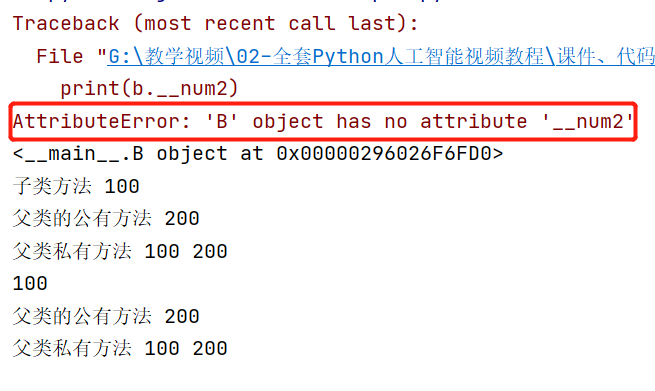 Traceback (most recent call last):
File "G:\教学视频\02-全套Python人工智能视频教程\课件、代码
print(b.__num2)
AttributeError: 'B' object has no attribute '__num2'
<__main__.B object at 0x00000296026F6FD0>
子类方法 100
父类的公有方法 200
父类私有方法 100 200
100
父类的公有方法 200
父类私有方法 100 200